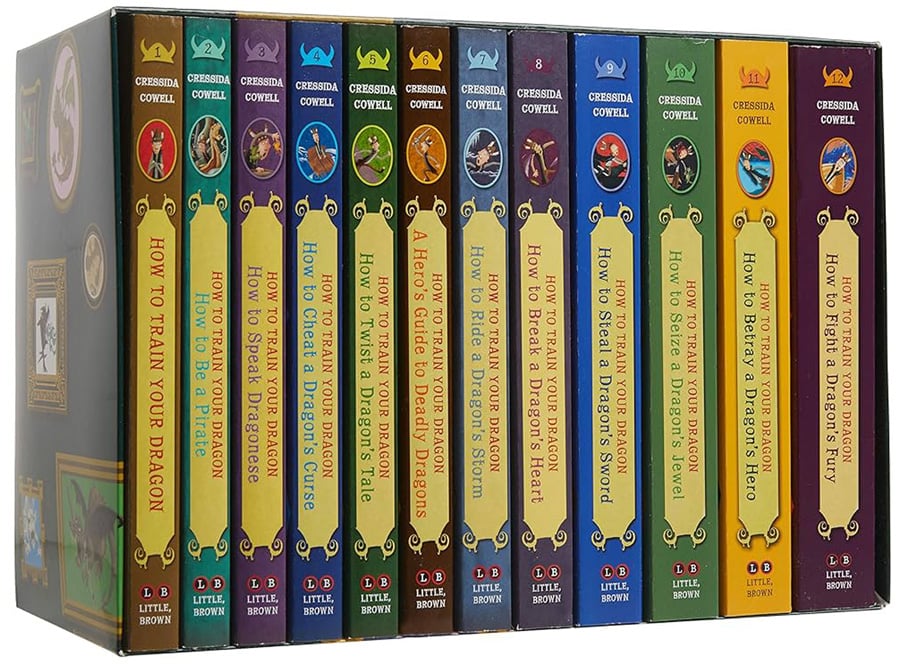 1
CRESSIDA
COWELL
HOW TO TRAIN YOUR DRAGON
L B
LITTLE,
BROWN
2
CRESSIDA
COWELL
HOW TO TRAIN YOUR DRAGON
How to Be a Pirate
L B
LITTLE,
BROWN
3
CRESSIDA
COWELL
HOW TO TRAIN YOUR DRAGON
How to Speak Dragonese
L B
LITTLE,
BROWN
4
CRESSIDA
COWELL
HOW TO TRAIN YOUR DRAGON
How to Cheat a Dragon's Curse
L B
LITTLE,
BROWN
5
CRESSIDA
COWELL
HOW TO TRAIN YOUR DRAGON
How to Twist a Dragon's Tale
L B
LITTLE,
BROWN
6
CRESSIDA
COWELL
HOW TO TRAIN YOUR DRAGON
A Hero's Guide to Deadly Dragons
L B
LITTLE,
BROWN
7
CRESSIDA
COWELL
HOW TO TRAIN YOUR DRAGON
How to Ride a Dragon's Storm
L B
LITTLE,
BROWN
8
CRESSIDA
COWELL
HOW TO TRAIN YOUR DRAGON
How to Break a Dragon's Heart
L B
LITTLE,
BROWN
9
CRESSIDA
COWELL
HOW TO TRAIN YOUR DRAGON
How to Steal a Dragon's Sword
L B
LITTLE,
BROWN
10
CRESSIDA
COWELL
HOW TO TRAIN YOUR DRAGON
How to Seize a Dragon's Jewel
L B
LITTLE,
BROWN
11
CRESSIDA
COWELL
HOW TO TRAIN YOUR DRAGON
How to Betray a Dragon's Hero
L B
LITTLE,
BROWN
12
CRESSIDA
COWELL
HOW TO TRAIN YOUR DRAGON
How to Fight a Dragon's Fury
L B
LITTLE,
BROWN